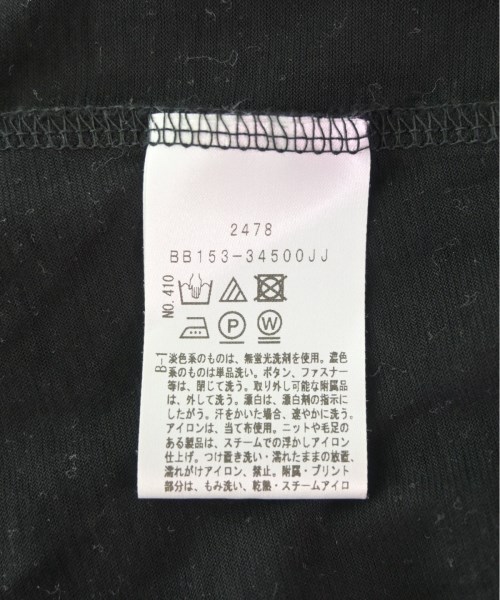 2478
BB153-34500JJ
NO.410
P W
B-1
淡色系のものは、無蛍光洗剤を使用。濃色
系のものは単品洗い。ボタン、ファスナー
等は、閉じて洗う。取り外し可能な附属品
は、外して洗う。漂白は、漂白剤の指示に
したがう。汗をかいた場合、速やかに洗う。
アイロンは、当て布使用。ニットや毛足の
ある製品は、スチームでの浮かしアイロン
仕上げ。つけ置き洗い・濡れたままの放置、
濡れがけアイロン、禁止。附属・プリント
部分は、もみ洗い、乾熱・スチームアイロ